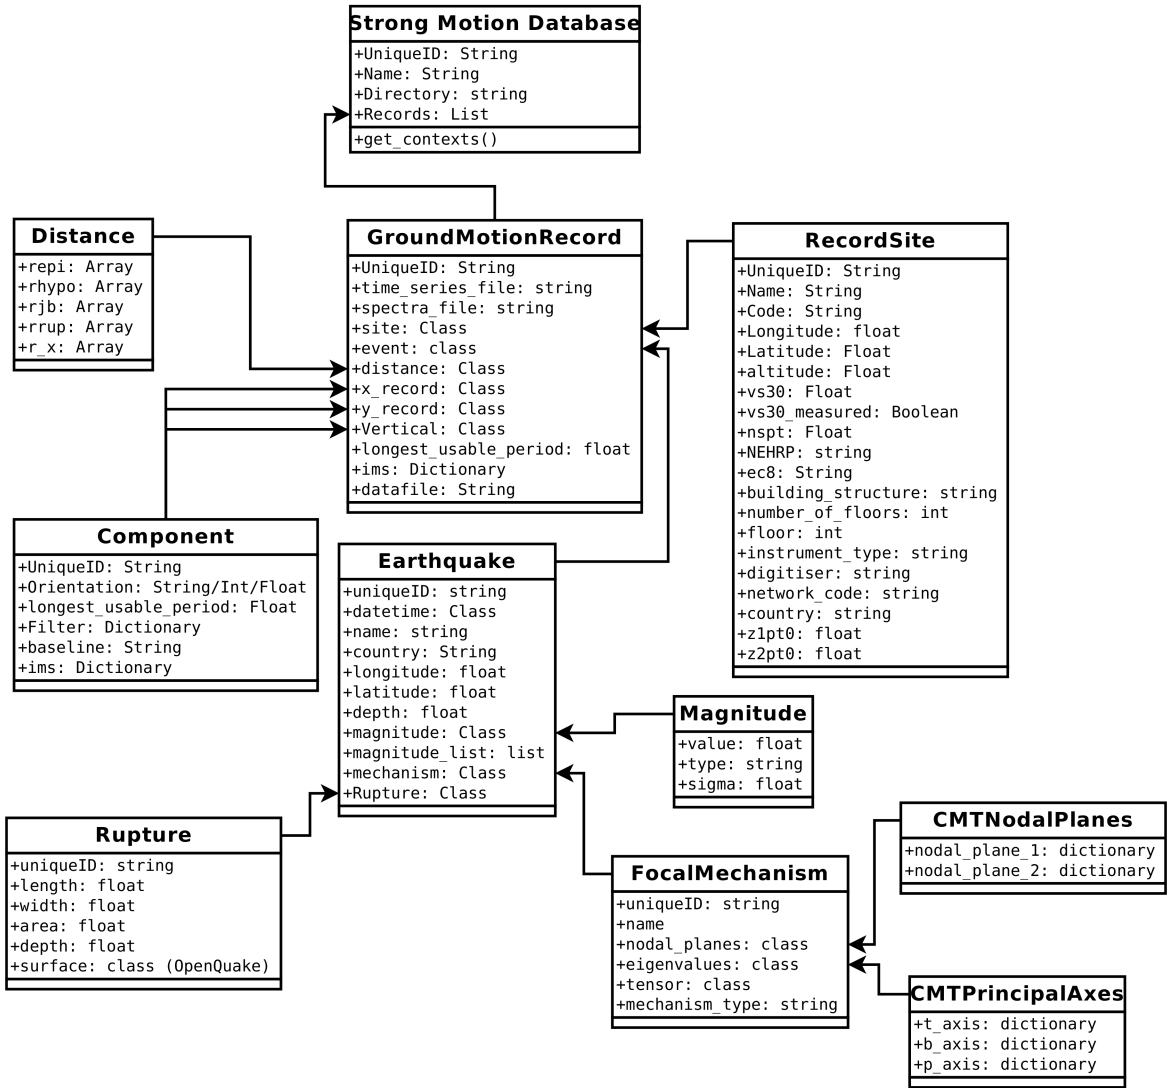 Strong Motion Database
+UniqueID: String
+Name: String
+Directory: string
+Records: List
+get_contexts()
Distance
+repi: Array
+rhypo: Array
+rjb: Array
+rrup: Array
+r_x: Array
GroundMotionRecord
+UniqueID: String
+time_series_file: string
+spectra_file: string
+site: Class
+event: class
+distance: Class
+x_record: Class
+y_record: Class
+Vertical: Class
+longest_usable_period: float
+ims: Dictionary
+datafile: String
RecordSite
+UniqueID: String
+Name: String
+Code: String
+Longitude: float
+Latitude: Float
+altitude: Float
+vs30: Float
+vs30_measured: Boolean
+nspt: Float
+NEHRP: string
+ec8: String
+building_structure: string
+number_of_floors: int
+floor: int
+instrument_type: string
+digitiser: string
+network_code: string
+country: string
+z1pt0: float
+z2pt0: float
Component
+UniqueID: String
+Orientation: String/Int/Float
+longest_usable_period: Float
+Filter: Dictionary
+baseline: String
+ims: Dictionary
Earthquake
+uniqueID: string
+datetime: Class
+name: string
+country: String
+longitude: float
+latitude: float
+depth: float
+magnitude: Class
+magnitude_list: list
+mechanism: Class
+Rupture: Class
Magnitude
+value: float
+type: string
+sigma: float
Rupture
+uniqueID: string
+length: float
+width: float
+area: float
+depth: float
+surface: class (OpenQuake)
FocalMechanism
+uniqueID: string
+name
+nodal_planes: class
+eigenvalues: class
+tensor: class
+mechanism_type: string
CMTNodalPlanes
+nodal_plane_1: dictionary
+nodal_plane_2: dictionary
CMTPrincipalAxes
+t_axis: dictionary
+b_axis: dictionary
+p_axis: dictionary